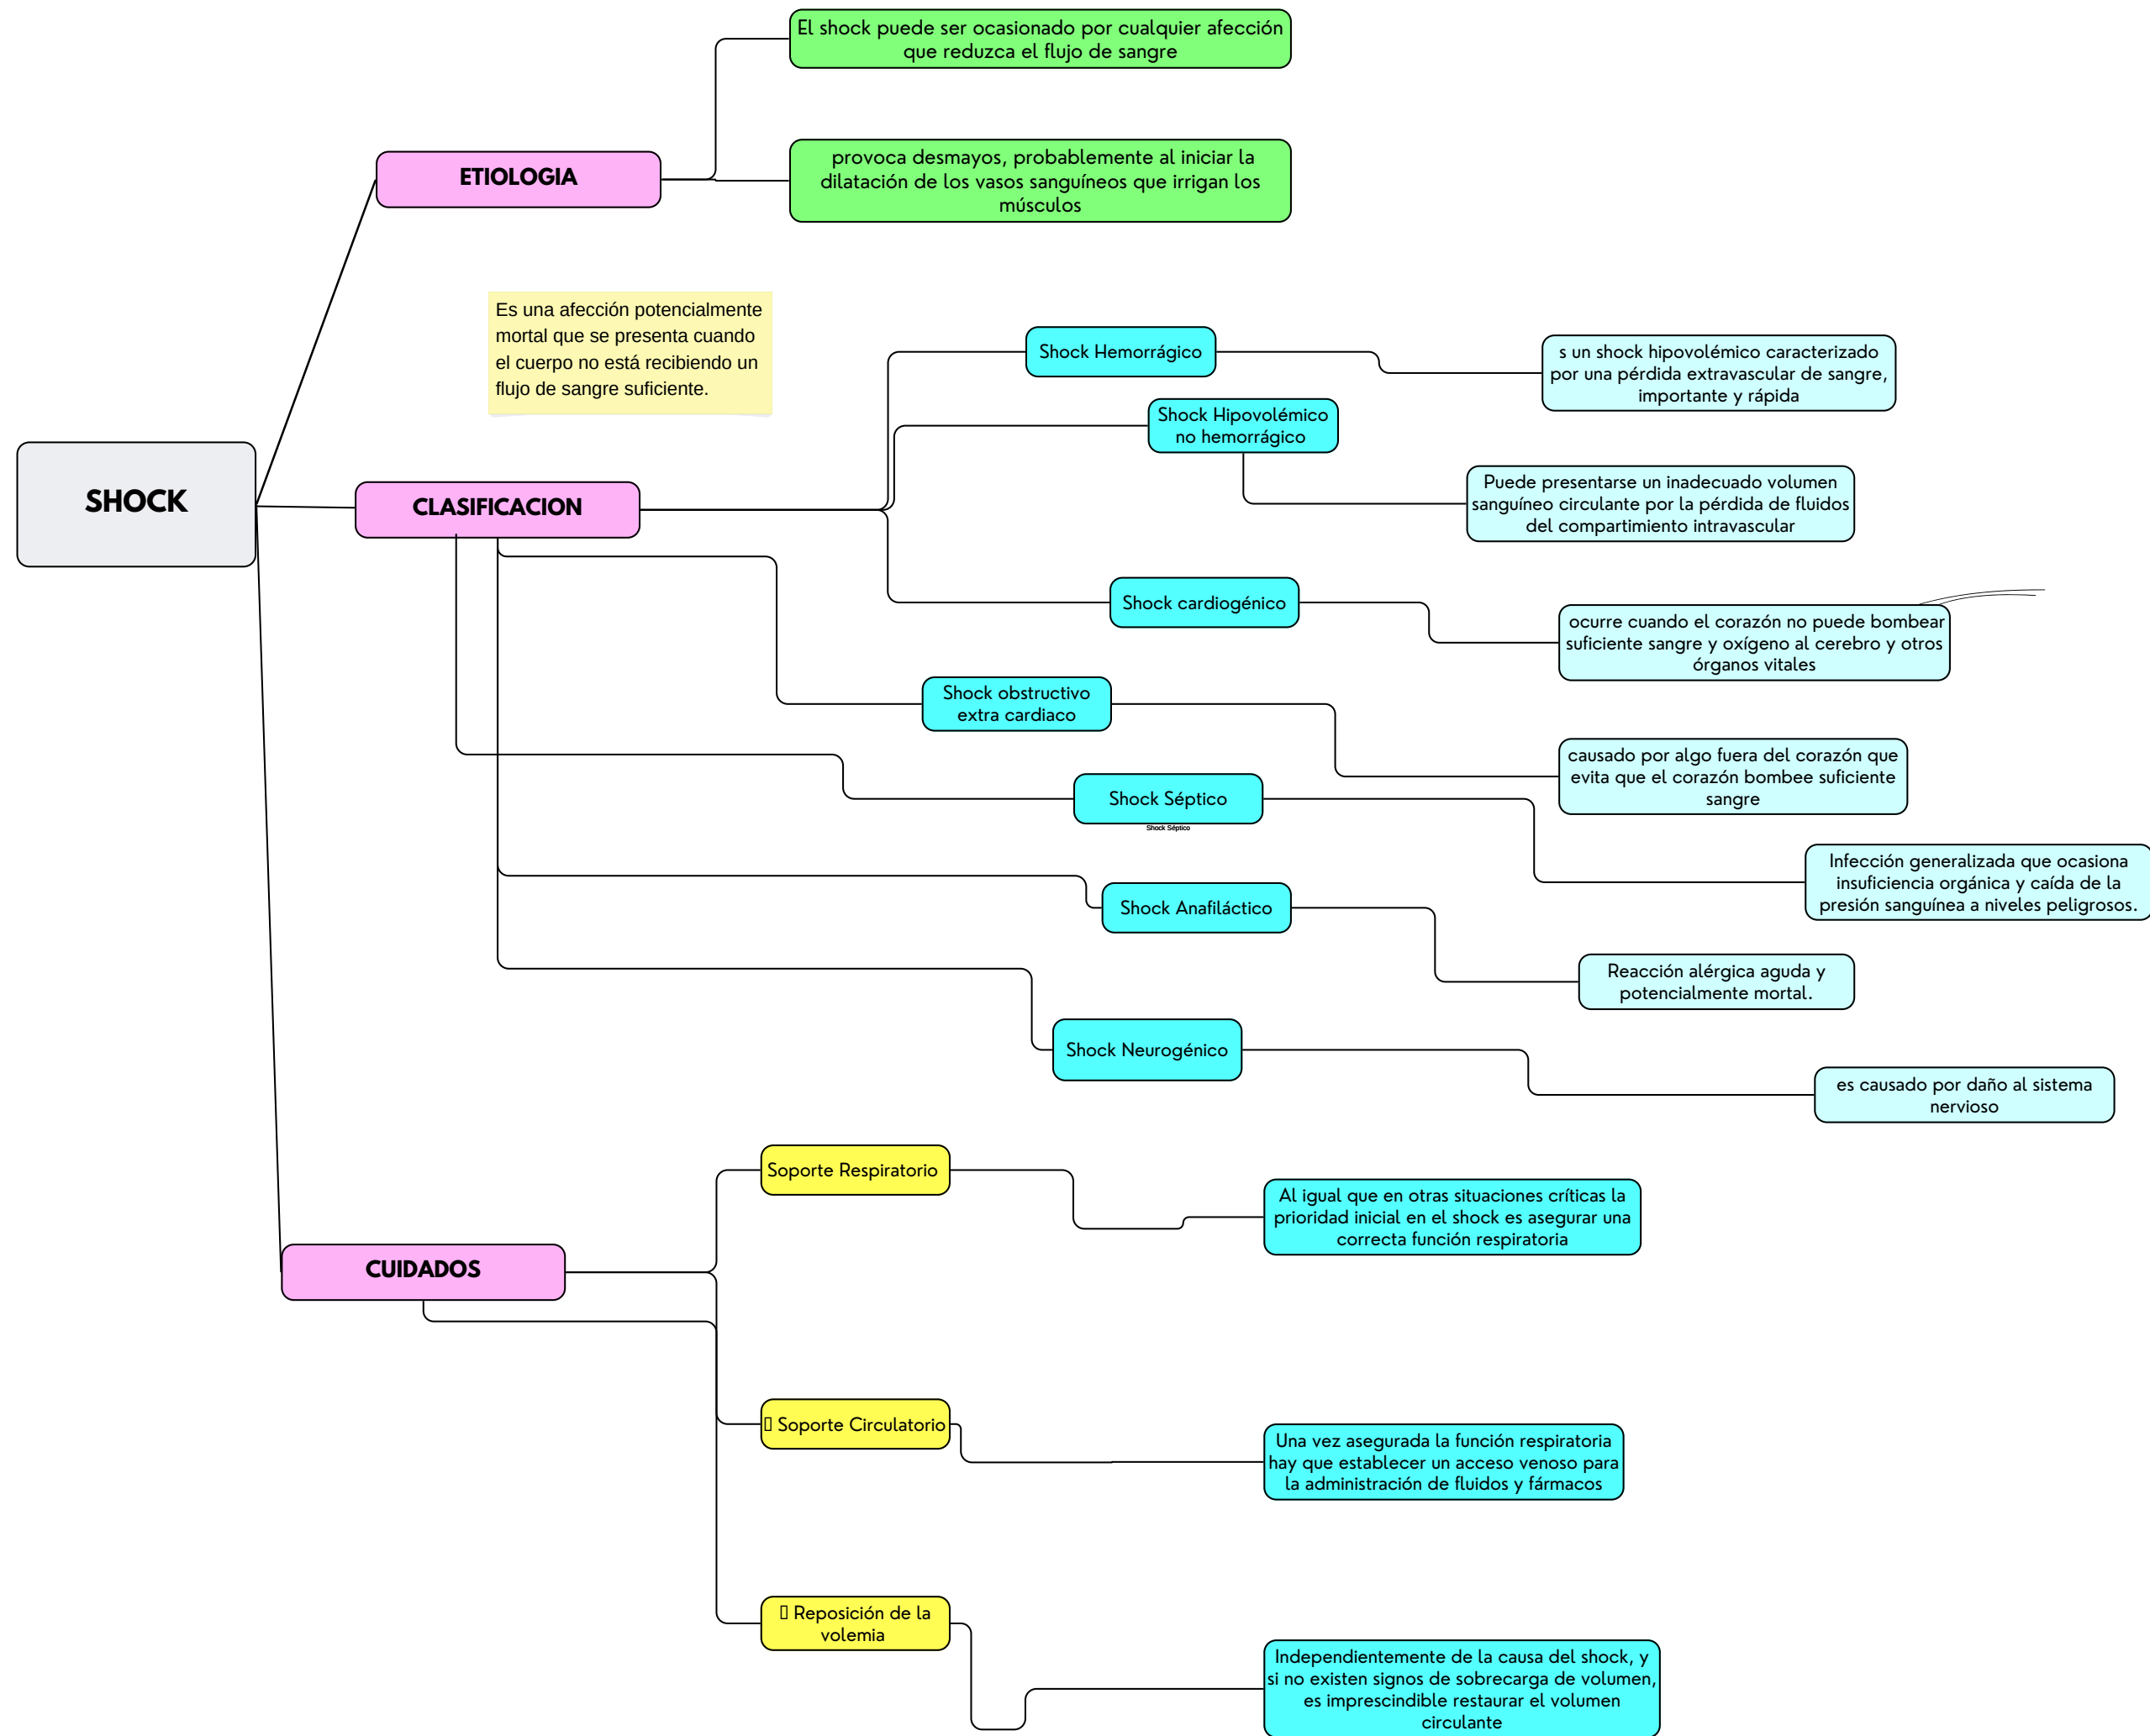 El shock puede ser ocasionado por cualquier afección
que reduzca el flujo de sangre
provoca desmayos, probablemente al iniciar la
dilatación de los vasos sanguíneos que irrigan los
músculos
ETIOLOGIA
Es una afección potencialmente
mortal que se presenta cuando
el cuerpo no está recibiendo un
flujo de sangre suficiente.
SHOCK
CLASIFICACION
Shock Hemorrágico
s un shock hipovolémico caracterizado
por una pérdida extravascular de sangre,
importante y rápida
Shock Hipovolémico
no hemorrágico
Puede presentarse un inadecuado volumen
sanguíneo circulante por la pérdida de fluidos
del compartimiento intravascular
Shock cardiogénico
ocurre cuando el corazón no puede bombear
suficiente sangre y oxígeno al cerebro y otros
órganos vitales
Shock obstructivo
extra cardiaco
causado por algo fuera del corazón que
evita que el corazón bombee suficiente
sangre
Shock Séptico
Shock Séptico
Infección generalizada que ocasiona
insuficiencia orgánica y caída de la
presión sanguínea a niveles peligrosos.
Shock Anafiláctico
Reacción alérgica aguda y
potencialmente mortal.
Shock Neurogénico
es causado por daño al sistema
nervioso
CUIDADOS
Soporte Respiratorio
Al igual que en otras situaciones críticas la
prioridad inicial en el shock es asegurar una
correcta función respiratoria
Soporte Circulatorio
Una vez asegurada la función respiratoria
hay que establecer un acceso venoso para
la administración de fluidos y fármacos
Reposición de la
volemia
Independientemente de la causa del shock, y
si no existen signos de sobrecarga de volumen,
es imprescindible restaurar el volumen
circulante